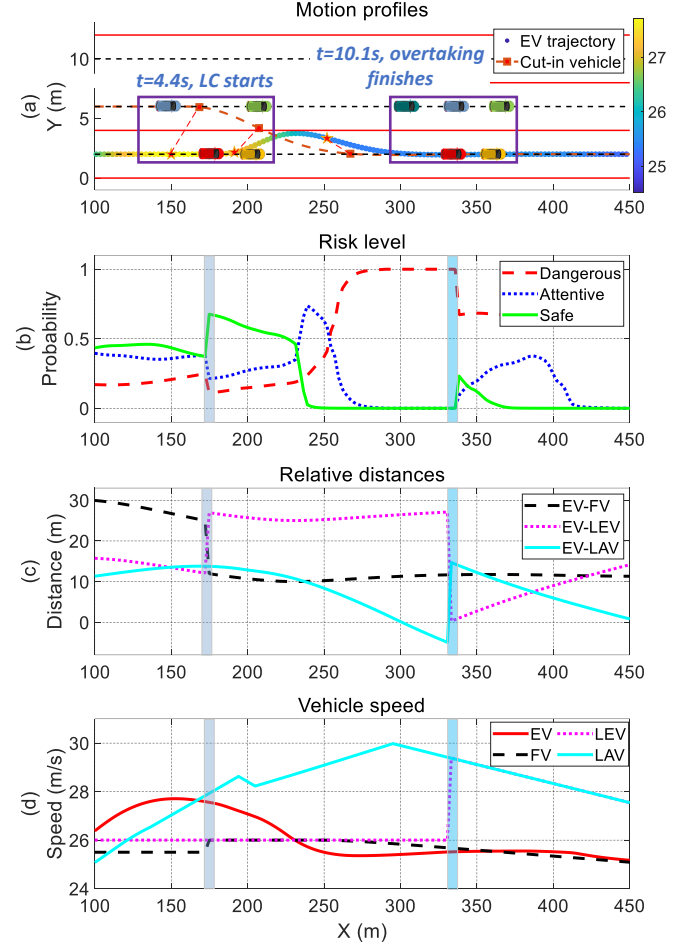 Motion profiles
(a)
Y (m)
10
5
0
t=4.4s, LC starts
t=10.1s, overtaking
finishes
EV trajectory
Cut-in vehicle
27
26
25
100 150 200 250 300 350 400 450
Risk level
(b)
Probability
1
0.5
0
Dangerous
Attentive
Safe
100 150 200 250 300 350 400 450
Relative distances
(c)
Distance (m)
30
20
10
0
EV-FV
EV-LEV
EV-LAV
100 150 200 250 300 350 400 450
Vehicle speed
(d)
Speed (m/s)
30
28
26
24
EV LEV
FV LAV
100 150 200 250 300 350 400 450
X (m)